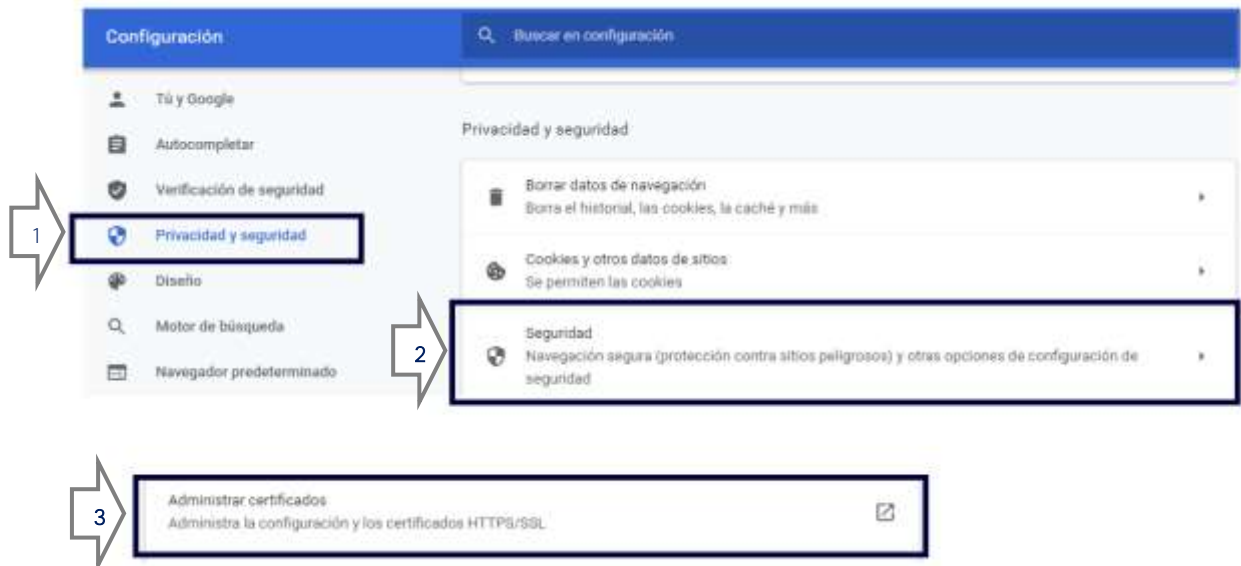 Configuración
Buscar en configuración
Tú y Google
Autocompletar
Verificación de seguridad
1
Privacidad y seguridad
Diseño
Motor de búsqueda
Navegador predeterminado
Privacidad y seguridad
Borrar datos de navegación
Borra el historial, las cookies, la caché y más
Cookies y otros datos de sitios
Se permiten las cookies
2
Seguridad
Navegación segura (protección contra sitios peligrosos) y otras opciones de configuración de
seguridad
3
Administrar certificados
Administra la configuración y los certificados HTTPS/SSL